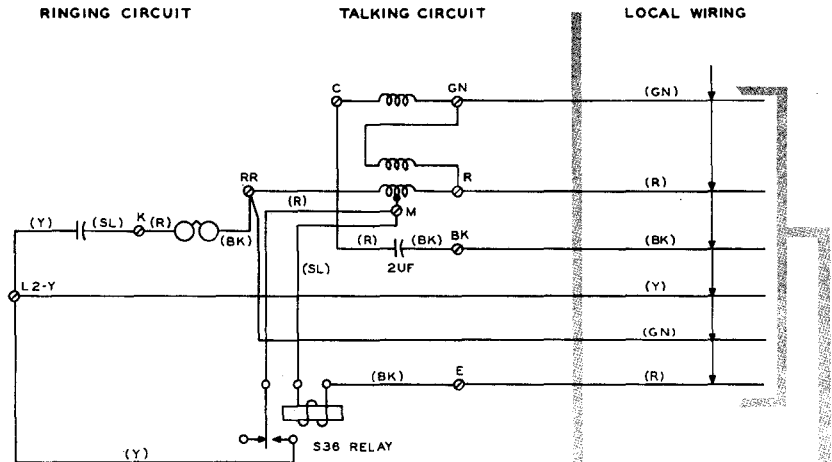 RINGING CIRCUIT TALKING CIRCUIT LOCAL WIRING
C GN (GN)
RR R (R)
(R) M
(Y) (SL) K (R) (BK)
(R) (BK) BK (BK)
2UF
(SL)
L2-Y (Y)
(GN)
(BK) E (R)
S36 RELAY
(Y)